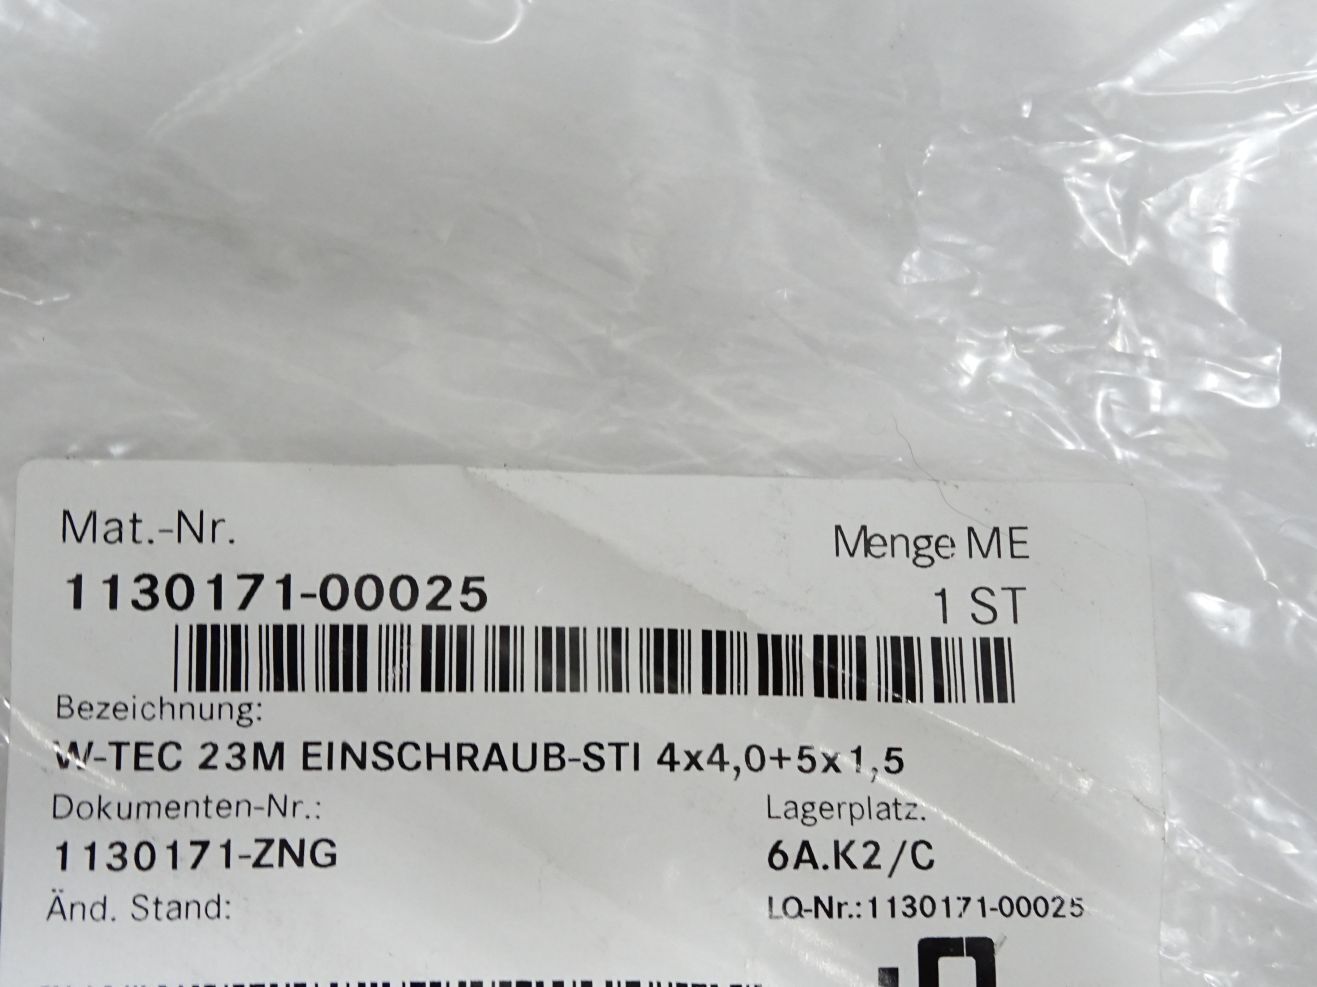 Mat.-Nr.
Menge ME
1130171-00025
1 ST
Bezeichnung:
W-TEC 23M EINSCHRAUB-STI 4x4,0+5x1,5
Dokumenten-Nr.:
Lagerplatz.
1130171-ZNG
6A.K2/C
Änd. Stand:
LQ-Nr.:1130171-00025